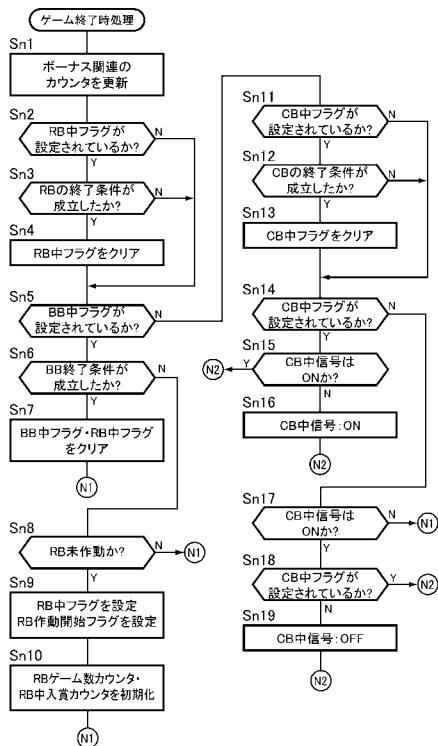 ゲーム終了時処理
Sn1
ボーナス関連の
カウンタを更新
Sn2
RB中フラグが
設定されているか?
N
Y
Sn3
RBの終了条件が
成立したか?
N
Y
Sn4
RB中フラグをクリア
Sn5
BB中フラグが
設定されているか?
N
Y
Sn6
BB終了条件が
成立したか?
N
Y
Sn7
BB中フラグ・RB中フラグ
をクリア
N1
Sn8
RB未作動か?
N
N1
Y
Sn9
RB中フラグを設定
RB作動開始フラグを設定
Sn10
RBゲーム数カウンタ・
RB中入賞カウンタを初期化
N1
Sn11
CB中フラグが
設定されているか?
N
Y
Sn12
CBの終了条件が
成立したか?
N
Y
Sn13
CB中フラグをクリア
Sn14
CB中フラグが
設定されているか?
N
Y
Sn15
N2
Y
CB中信号は
ONか?
N
Sn16
CB中信号:ON
N2
Sn17
CB中信号は
ONか?
N
N1
Y
Sn18
CB中フラグが
設定されているか?
Y
N2
N
Sn19
CB中信号:OFF
N2